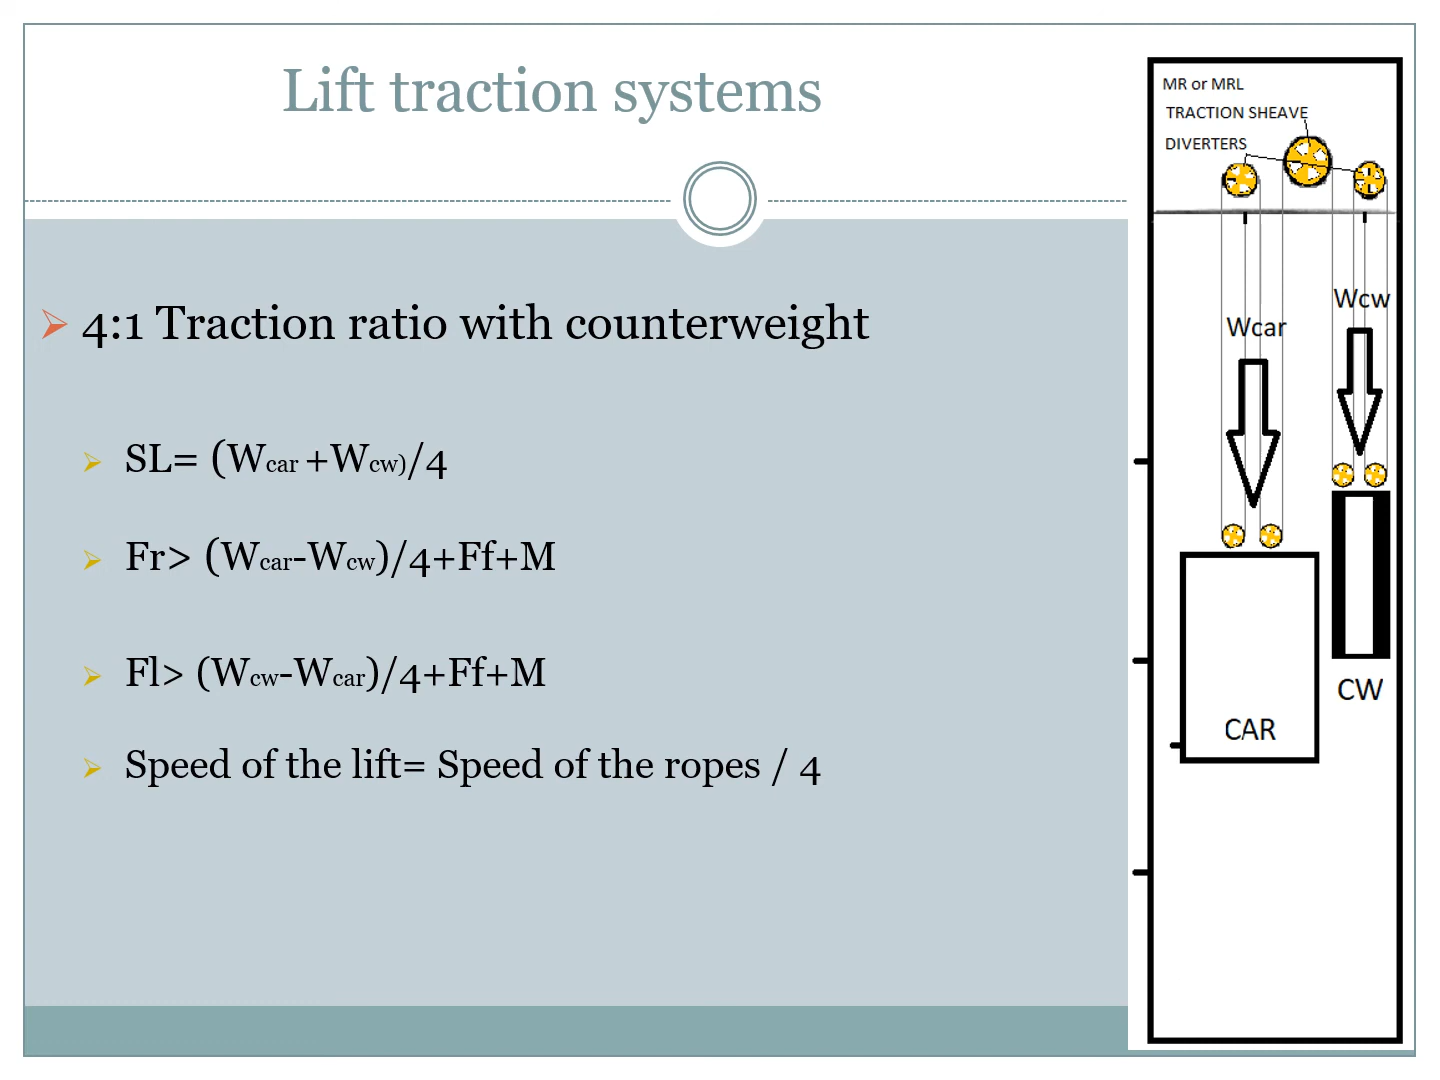 Lift traction systems
4:1 Traction ratio with counterweight
SL= (Wcar +Wcw)/4
Fr> (Wcar-Wcw)/4+Ff+M
Fl> (Wcw-Wcar)/4+Ff+M
Speed of the lift= Speed of the ropes / 4
MR or MRL
TRACTION SHEAVE
DIVERTERS
Wcw
Wcar
CW
CAR